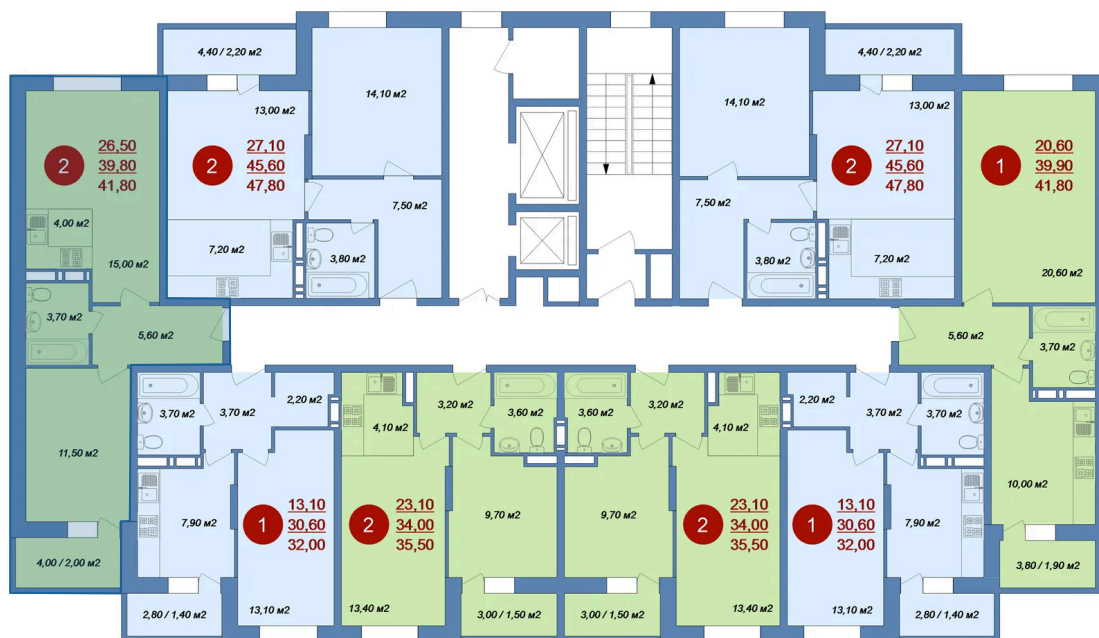 4,40 / 2,20 м2
14,10 м2
13,00 м2
2
27,10
45,60
47,80
7,50 м2
7,20 м2
3,80 м2
2
26,50
39,80
41,80
4,00 м2
15,00 м2
3,70 м2
5,60 м2
11,50 м2
4,00 / 2,00 м2
14,10 м2
4,40 / 2,20 м2
13,00 м2
2
27,10
45,60
47,80
7,50 м2
3,80 м2
7,20 м2
1
20,60
39,90
41,80
20,60 м2
5,60 м2
3,70 м2
10,00 м2
3,80 / 1,90 м2
3,70 м2
3,70 м2
2,20 м2
7,90 м2
1
13,10
30,60
32,00
13,10 м2
2,80 / 1,40 м2
4,10 м2
3,20 м2
3,60 м2
2
23,10
34,00
35,50
9,70 м2
13,40 м2
3,00 / 1,50 м2
3,60 м2
3,20 м2
4,10 м2
9,70 м2
2
23,10
34,00
35,50
3,00 / 1,50 м2
13,40 м2
2,20 м2
3,70 м2
3,70 м2
1
13,10
30,60
32,00
7,90 м2
13,10 м2
2,80 / 1,40 м2